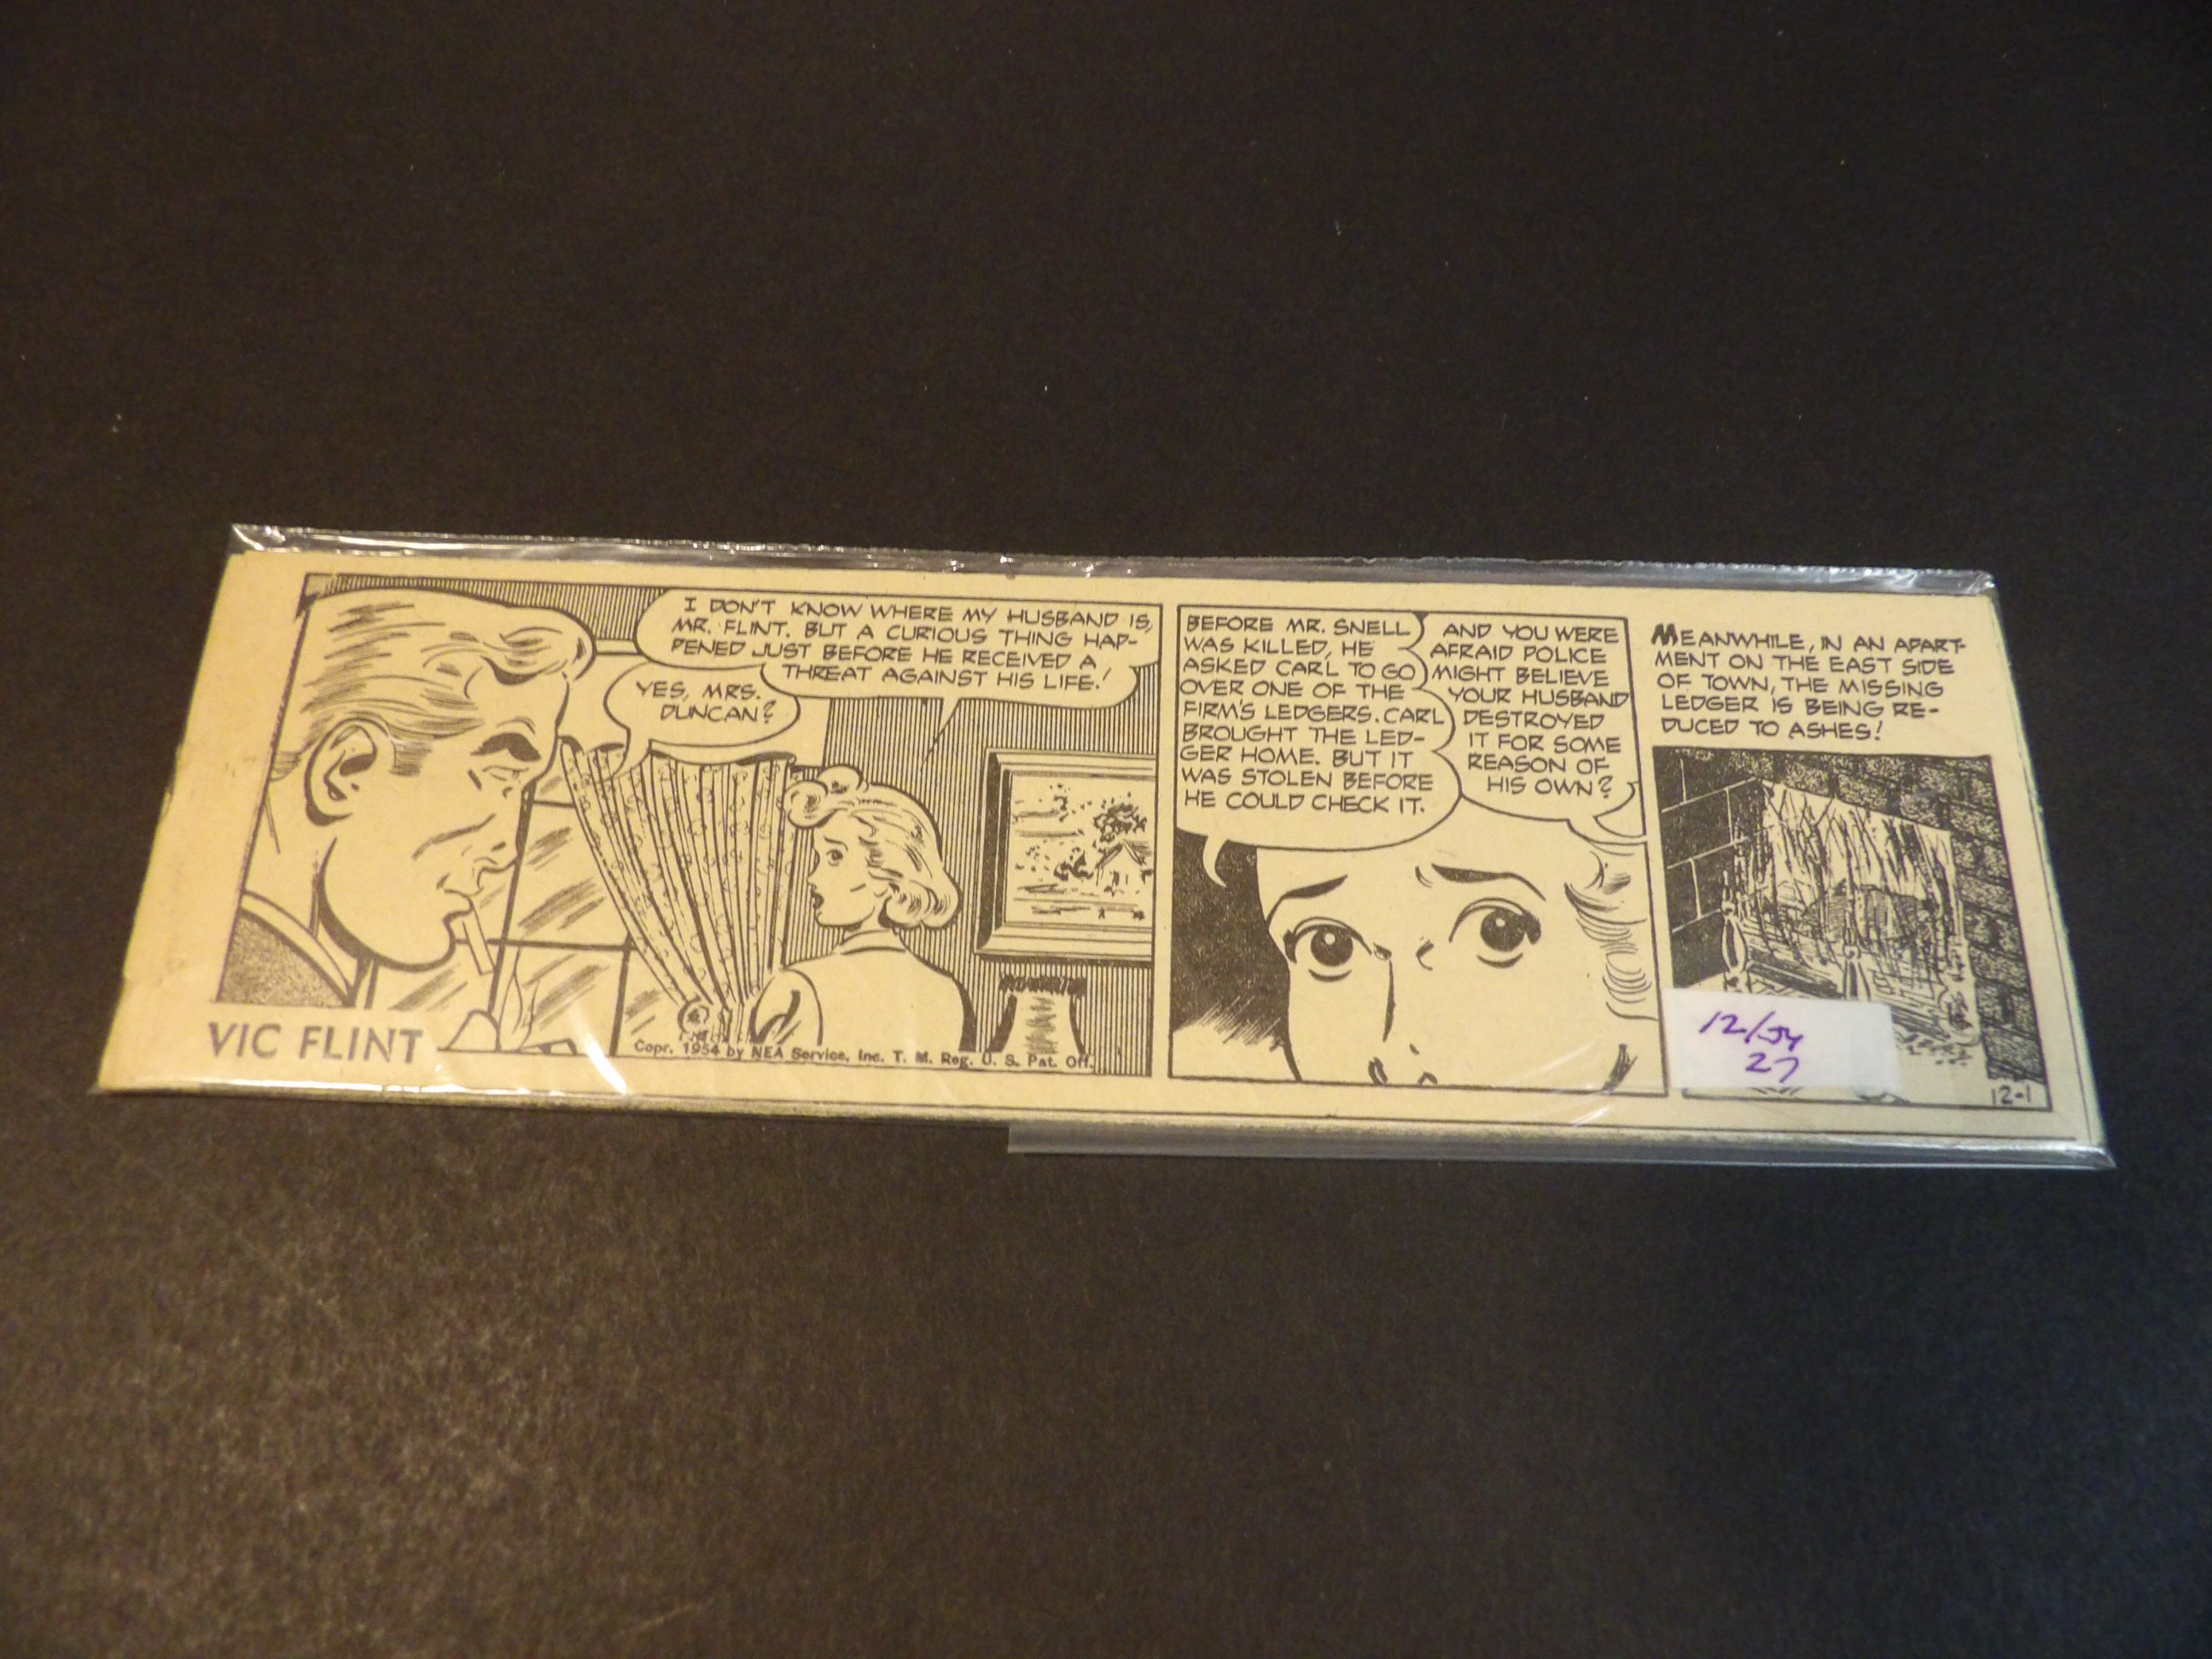 I DON'T KNOW WHERE MY HUSBAND IS,
MR. FLINT. BUT A CURIOUS THING HAP-
PENED JUST BEFORE HE RECEIVED A
THREAT AGAINST HIS LIFE!
YES, MRS.
DUNCAN?
VIC FLINT
Copr. 1954 by NEA Service, Inc. T. M. Reg. U. S. Pat. Off.
BEFORE MR. SNELL
WAS KILLED, HE
ASKED CARL TO GO
OVER ONE OF THE
FIRM'S LEDGERS. CARL
BROUGHT THE LED-
GER HOME. BUT IT
WAS STOLEN BEFORE
HE COULD CHECK IT.
AND YOU WERE
AFRAID POLICE
MIGHT BELIEVE
YOUR HUSBAND
DESTROYED
IT FOR SOME
REASON OF
HIS OWN?
MEANWHILE, IN AN APART-
MENT ON THE EAST SIDE
OF TOWN, THE MISSING
LEDGER IS BEING RE-
DUCED TO ASHES!
12/54
27
12-1